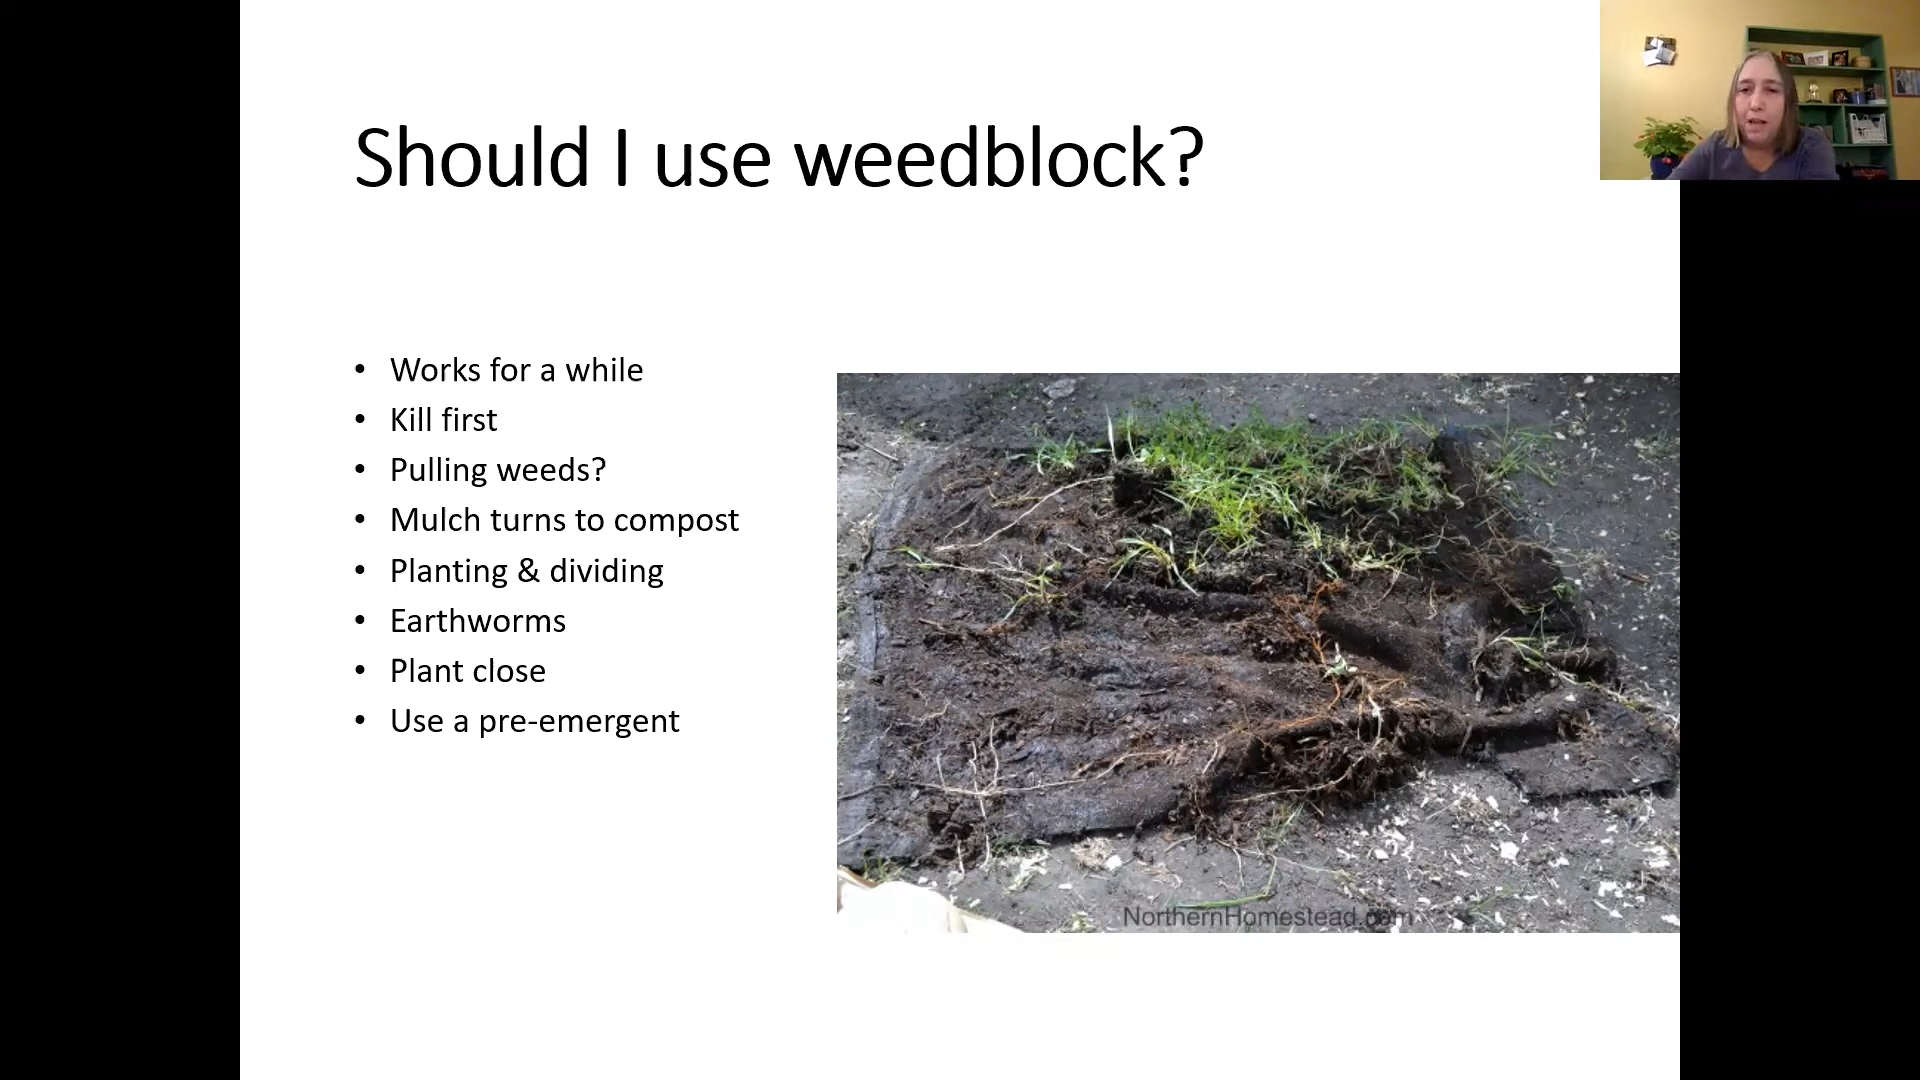 Should I use weedblock?
• Works for a while
• Kill first
• Pulling weeds?
• Mulch turns to compost
• Planting & dividing
• Earthworms
• Plant close
• Use a pre-emergent
NorthernHomestead.com